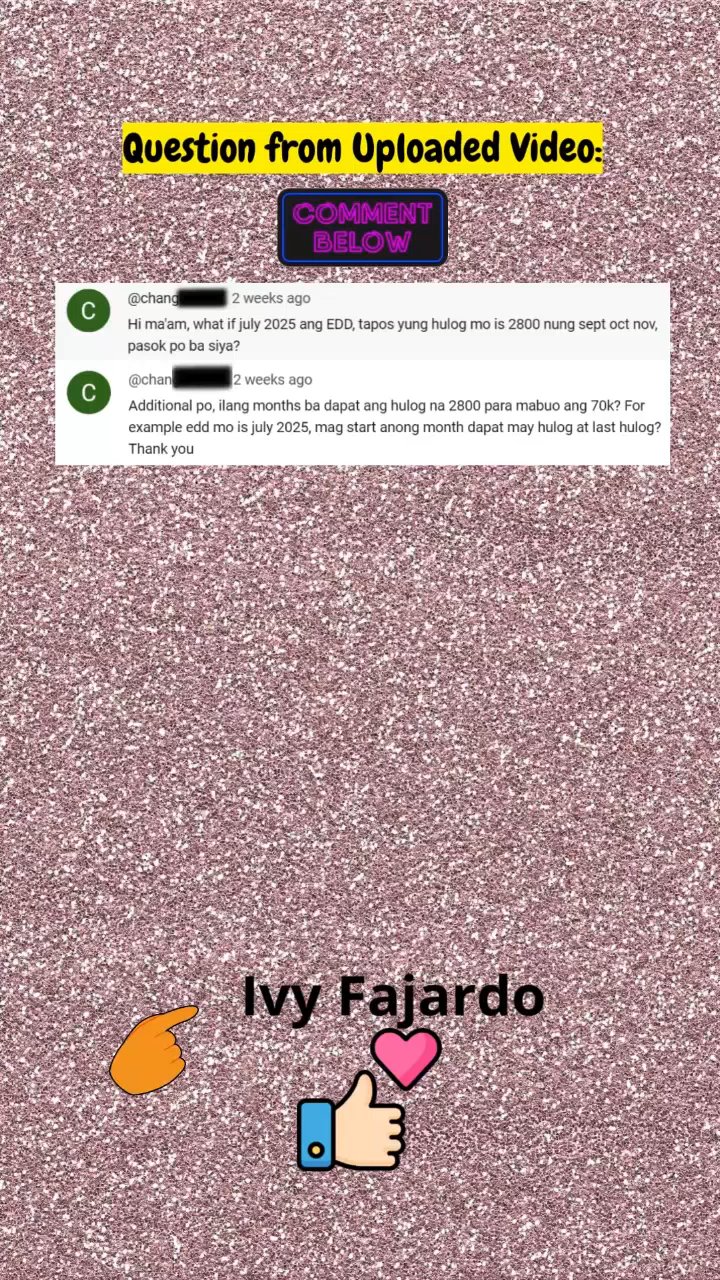 Question from Uploaded Video:
COMMENT
BELOW
C
@chang
2 weeks ago
Hi ma'am, what if july 2025 ang EDD, tapos yung hulog mo is 2800 nung sept oct nov,
pasok po ba siya?
C
@chan
2 weeks ago
Additional po, ilang months ba dapat ang hulog na 2800 para mabuo ang 70k? For
example edd mo is july 2025, mag start anong month dapat may hulog at last hulog?
Thank you
Ivy Fajardo